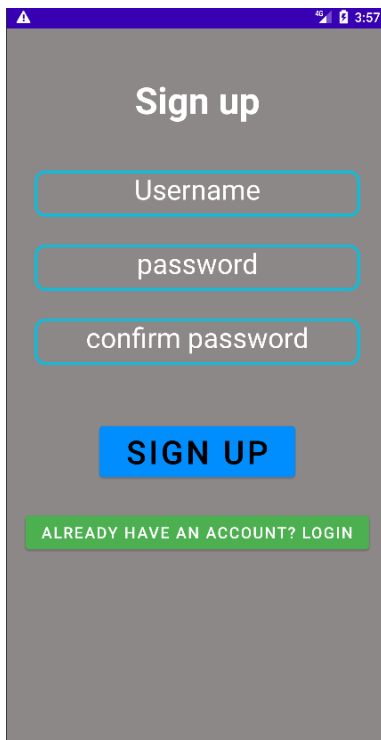 4G 3:57
Sign up
Username
password
confirm password
SIGN UP
ALREADY HAVE AN ACCOUNT? LOGIN